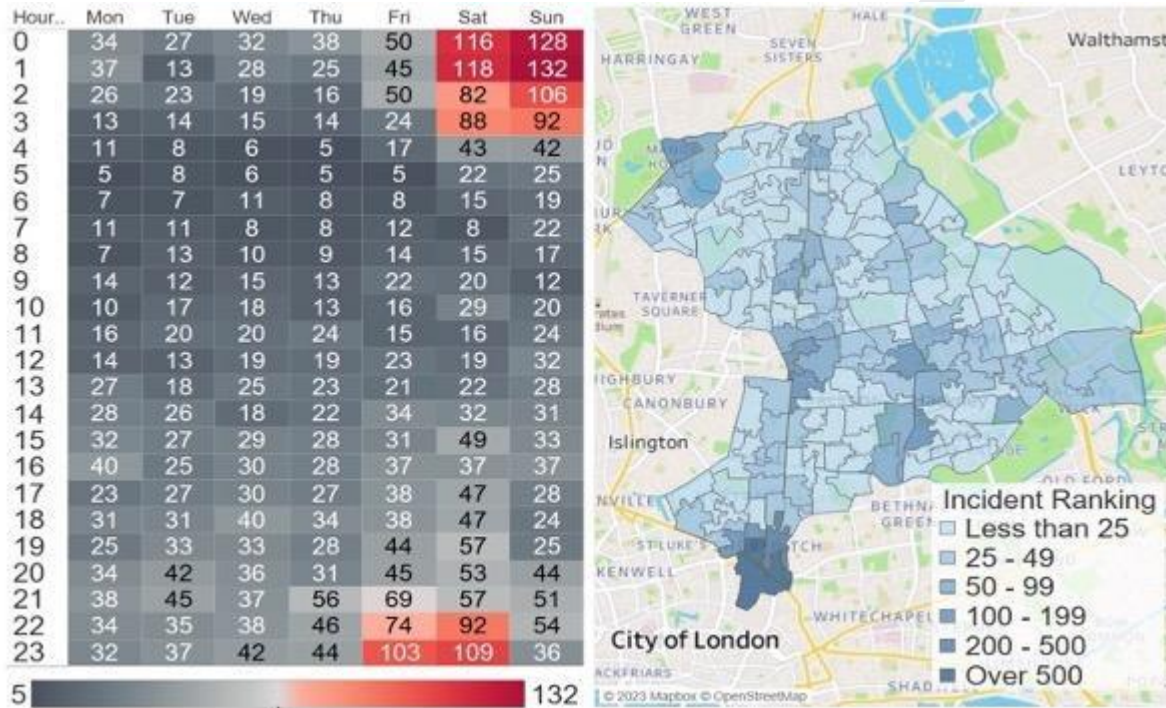 Hour.. Mon Tue Wed Thu Fri Sat Sun
0 34 27 32 38 50 116 128
1 37 13 28 25 45 118 132
2 26 23 19 16 50 82 106
3 13 14 15 14 24 88 92
4 11 8 6 5 17 43 42
5 5 8 6 5 5 22 25
6 7 7 11 8 8 15 19
7 11 11 8 8 12 8 22
8 7 13 10 9 14 15 17
9 14 12 15 13 22 20 12
10 10 17 18 13 16 29 20
11 16 20 20 24 15 16 24
12 14 13 19 19 23 19 32
13 27 18 25 23 21 22 28
14 28 26 18 22 34 32 31
15 32 27 29 28 31 49 33
16 40 25 30 28 37 37 37
17 23 27 30 27 38 47 28
18 31 31 40 34 38 47 24
19 25 33 33 28 44 57 25
20 34 42 36 31 45 53 44
21 38 45 37 56 69 57 51
22 34 35 38 46 74 92 54
23 32 37 42 44 103 109 36
5 132
WEST
GREEN
HALE
Walthamst
HARRINGAY
SEVEN
SISTERS
LEYTO
TAVERNER
SQUARE
IGHBURY
CANONBURY
Islington
NVILLE
OLD FORD
BETHNA
GREEN
ST LUKE'S
TCH
KENWELL
WHITECHAPEL
City of London
ACKFRIARS
SHAD
Incident Ranking
Less than 25
25 - 49
50 - 99
100 - 199
200 - 500
Over 500
© 2023 Mapbox © OpenStreetMap